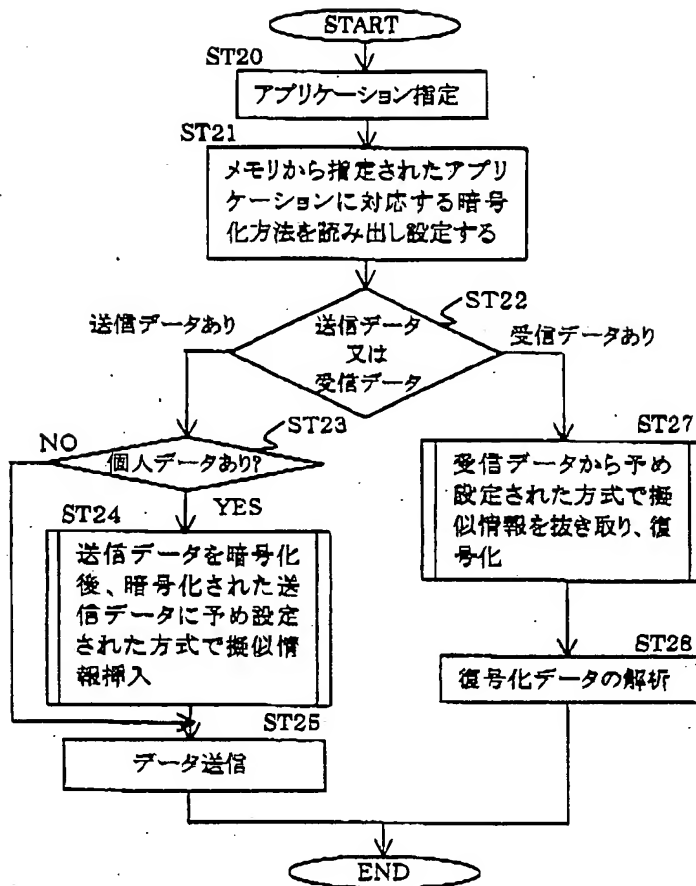 START
ST20
アプリケーション指定
ST21
メモリから指定されたアプリ
ケーションに対応する暗号
化方法を読み出し設定する
ST22
送信データあり
送信データ
又は
受信データ
受信データあり
ST23
NO
個人データあり?
YES
ST24
送信データを暗号化
後、暗号化された送
信データに予め設定
された方式で擬似情
報挿入
ST25
データ送信
ST27
受信データから予め
設定された方式で擬
似情報を抜き取り、復
号化
ST28
復号化データの解析
END